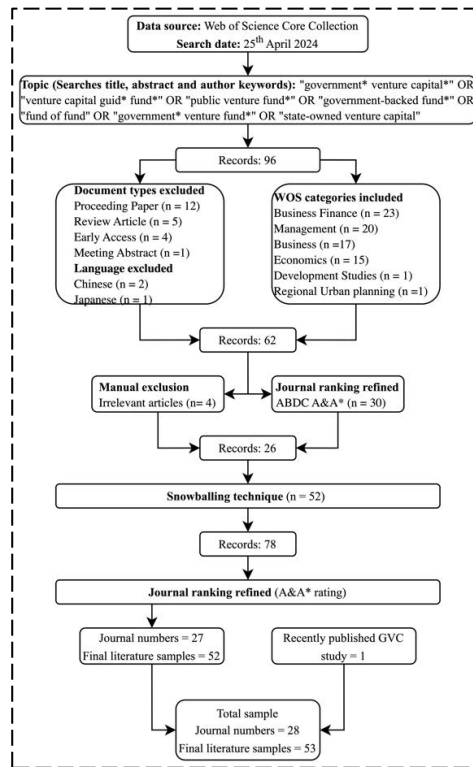 Data source: Web of Science Core Collection
Search date: 25th April 2024
Topic (Searches title, abstract and author keywords): "government* venture capital*" OR
"venture capital guid* fund*" OR "public venture fund*" OR "government-backed fund*" OR
"fund of fund" OR "government* venture fund*" OR "state-owned venture capital"
Records: 96
Document types excluded
Proceeding Paper (n = 12)
Review Article (n = 5)
Early Access (n = 4)
Meeting Abstract (n =1)
Language excluded
Chinese (n = 2)
Japanese (n = 1)
WOS categories included
Business Finance (n = 23)
Management (n = 20)
Business (n =17)
Economics (n = 15)
Development Studies (n = 1)
Regional Urban planning (n =1)
Records: 62
Manual exclusion
Irrelevant articles (n= 4)
Journal ranking refined
ABDC A&A* (n = 30)
Records: 26
Snowballing technique (n = 52)
Records: 78
Journal ranking refined (A&A* rating)
Journal numbers = 27
Final literature samples = 52
Recently published GVC
study = 1
Total sample
Journal numbers = 28
Final literature samples = 53